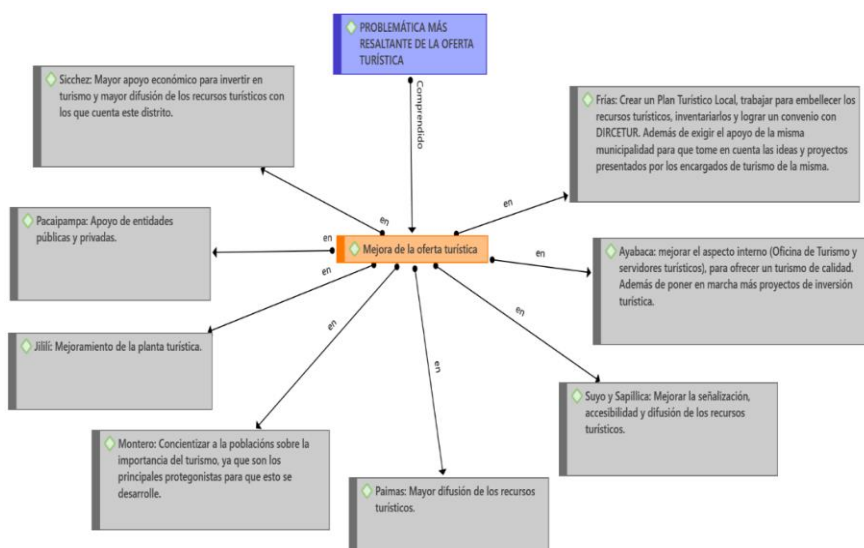 PROBLEMÁTICA MÁS
RESALTANTE DE LA OFERTA
TURÍSTICA
Comprendido
Sicchez: Mayor apoyo económico para invertir en
turismo y mayor difusión de los recursos turísticos con
los que cuenta este distrito.
Frías: Crear un Plan Turístico Local, trabajar para embellecer los
recursos turísticos, inventariarlos y lograr un convenio con
DIRCETUR. Además de exigir el apoyo de la misma
municipalidad para que tome en cuenta las ideas y proyectos
presentados por los encargados de turismo de la misma.
en
en
Pacaipampa: Apoyo de entidades
públicas y privadas.
en
Mejora de la oferta turística
en
Ayabaca: mejorar el aspecto interno (Oficina de Turismo y
servidores turísticos), para ofrecer un turismo de calidad.
Además de poner en marcha más proyectos de inversión
turística.
en
en
en
en
Jililí: Mejoramiento de la planta turística.
Suyo y Sapillica: Mejorar la señalización,
accesibilidad y difusión de los recursos
turísticos.
Montero: Concientizar a la poblacións sobre la
importancia del turismo, ya que son los
principales protegonistas para que esto se
desarrolle.
Paimas: Mayor difusión de los recursos
turísticos.